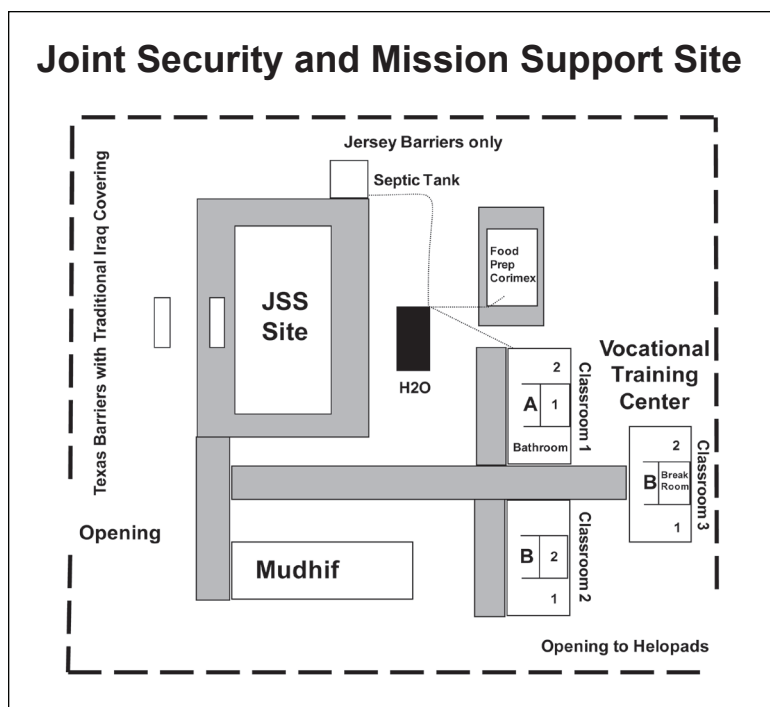 Joint Security and Mission Support Site
Jersey Barriers only
Septic Tank
Texas Barriers with Traditional Iraq Covering
JSS
Site
Food
Prep
Corimex
H2O
Vocational
Training
Center
2
A 1
Bathroom
Classroom 1
2
B Break
Room
1
Classroom 3
Opening
Mudhif
B 2
1
Classroom 2
Opening to Helopads